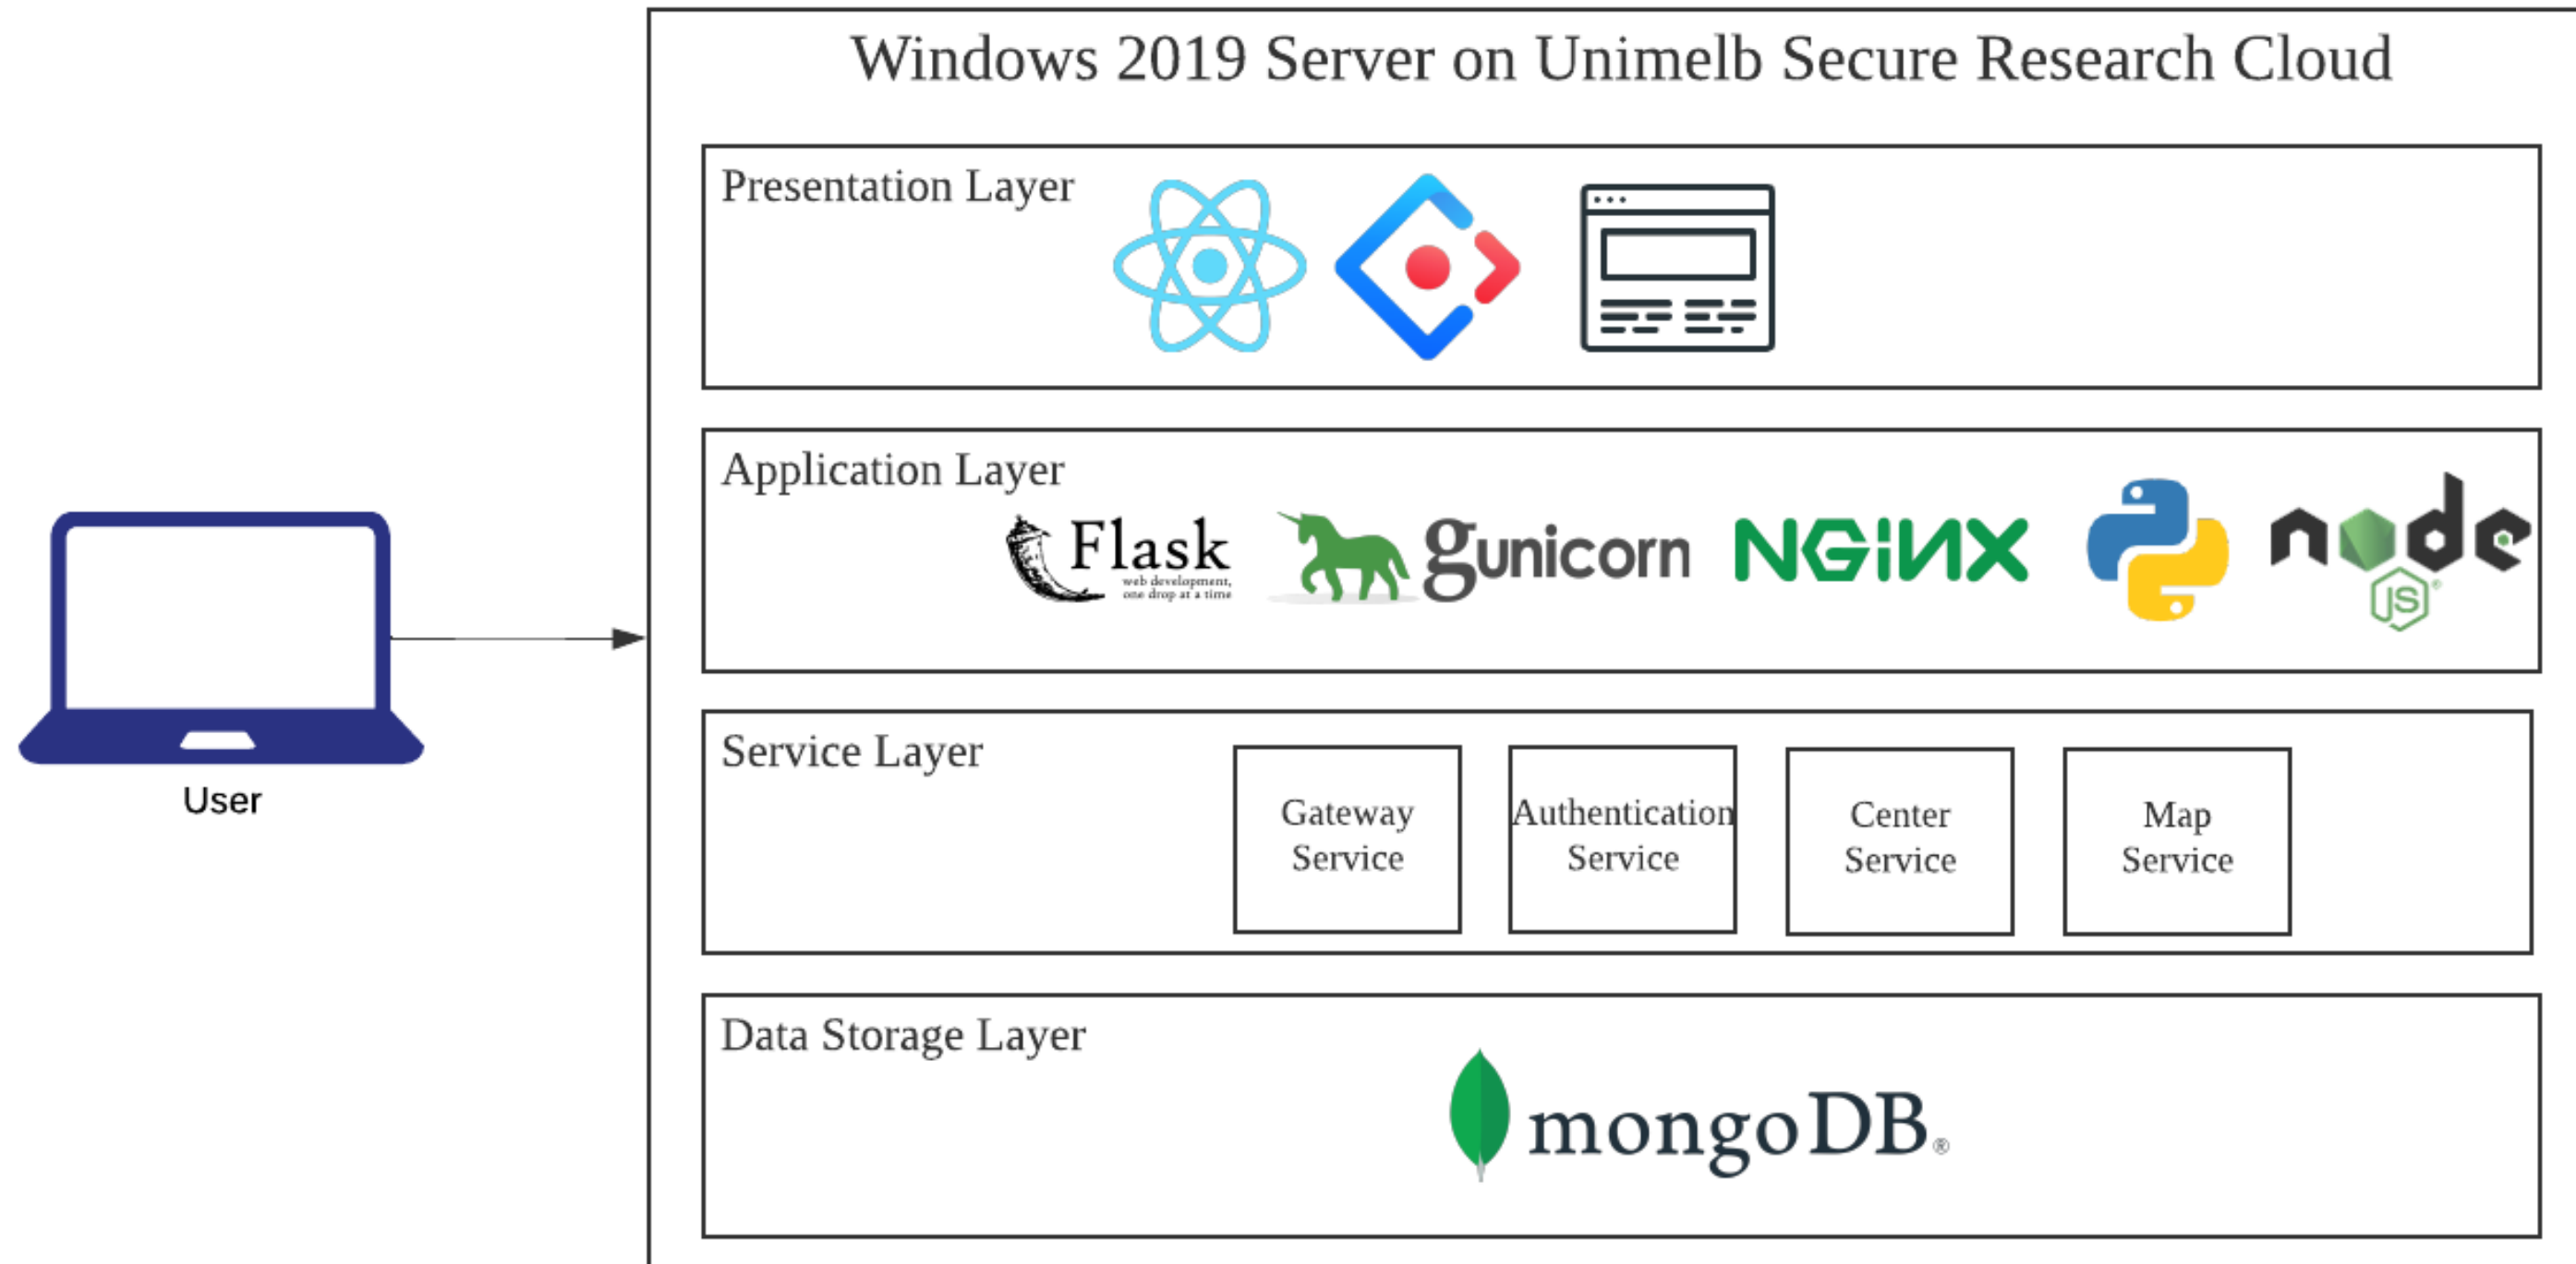 Windows 2019 Server on Unimelb Secure Research Cloud
Presentation Layer
Application Layer
Flask
web development,
one drop at a time
gunicorn
NGINX
node
JS®
User
Service Layer
Gateway
Service
Authentication
Service
Center
Service
Map
Service
Data Storage Layer
mongoDB®